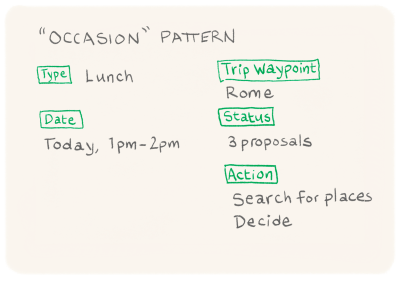 "OCCASION" PATTERN
Type Lunch
Date
Today, 1pm-2pm
Trip Waypoint
Rome
Status
3 proposals
Action
Search for places
Decide